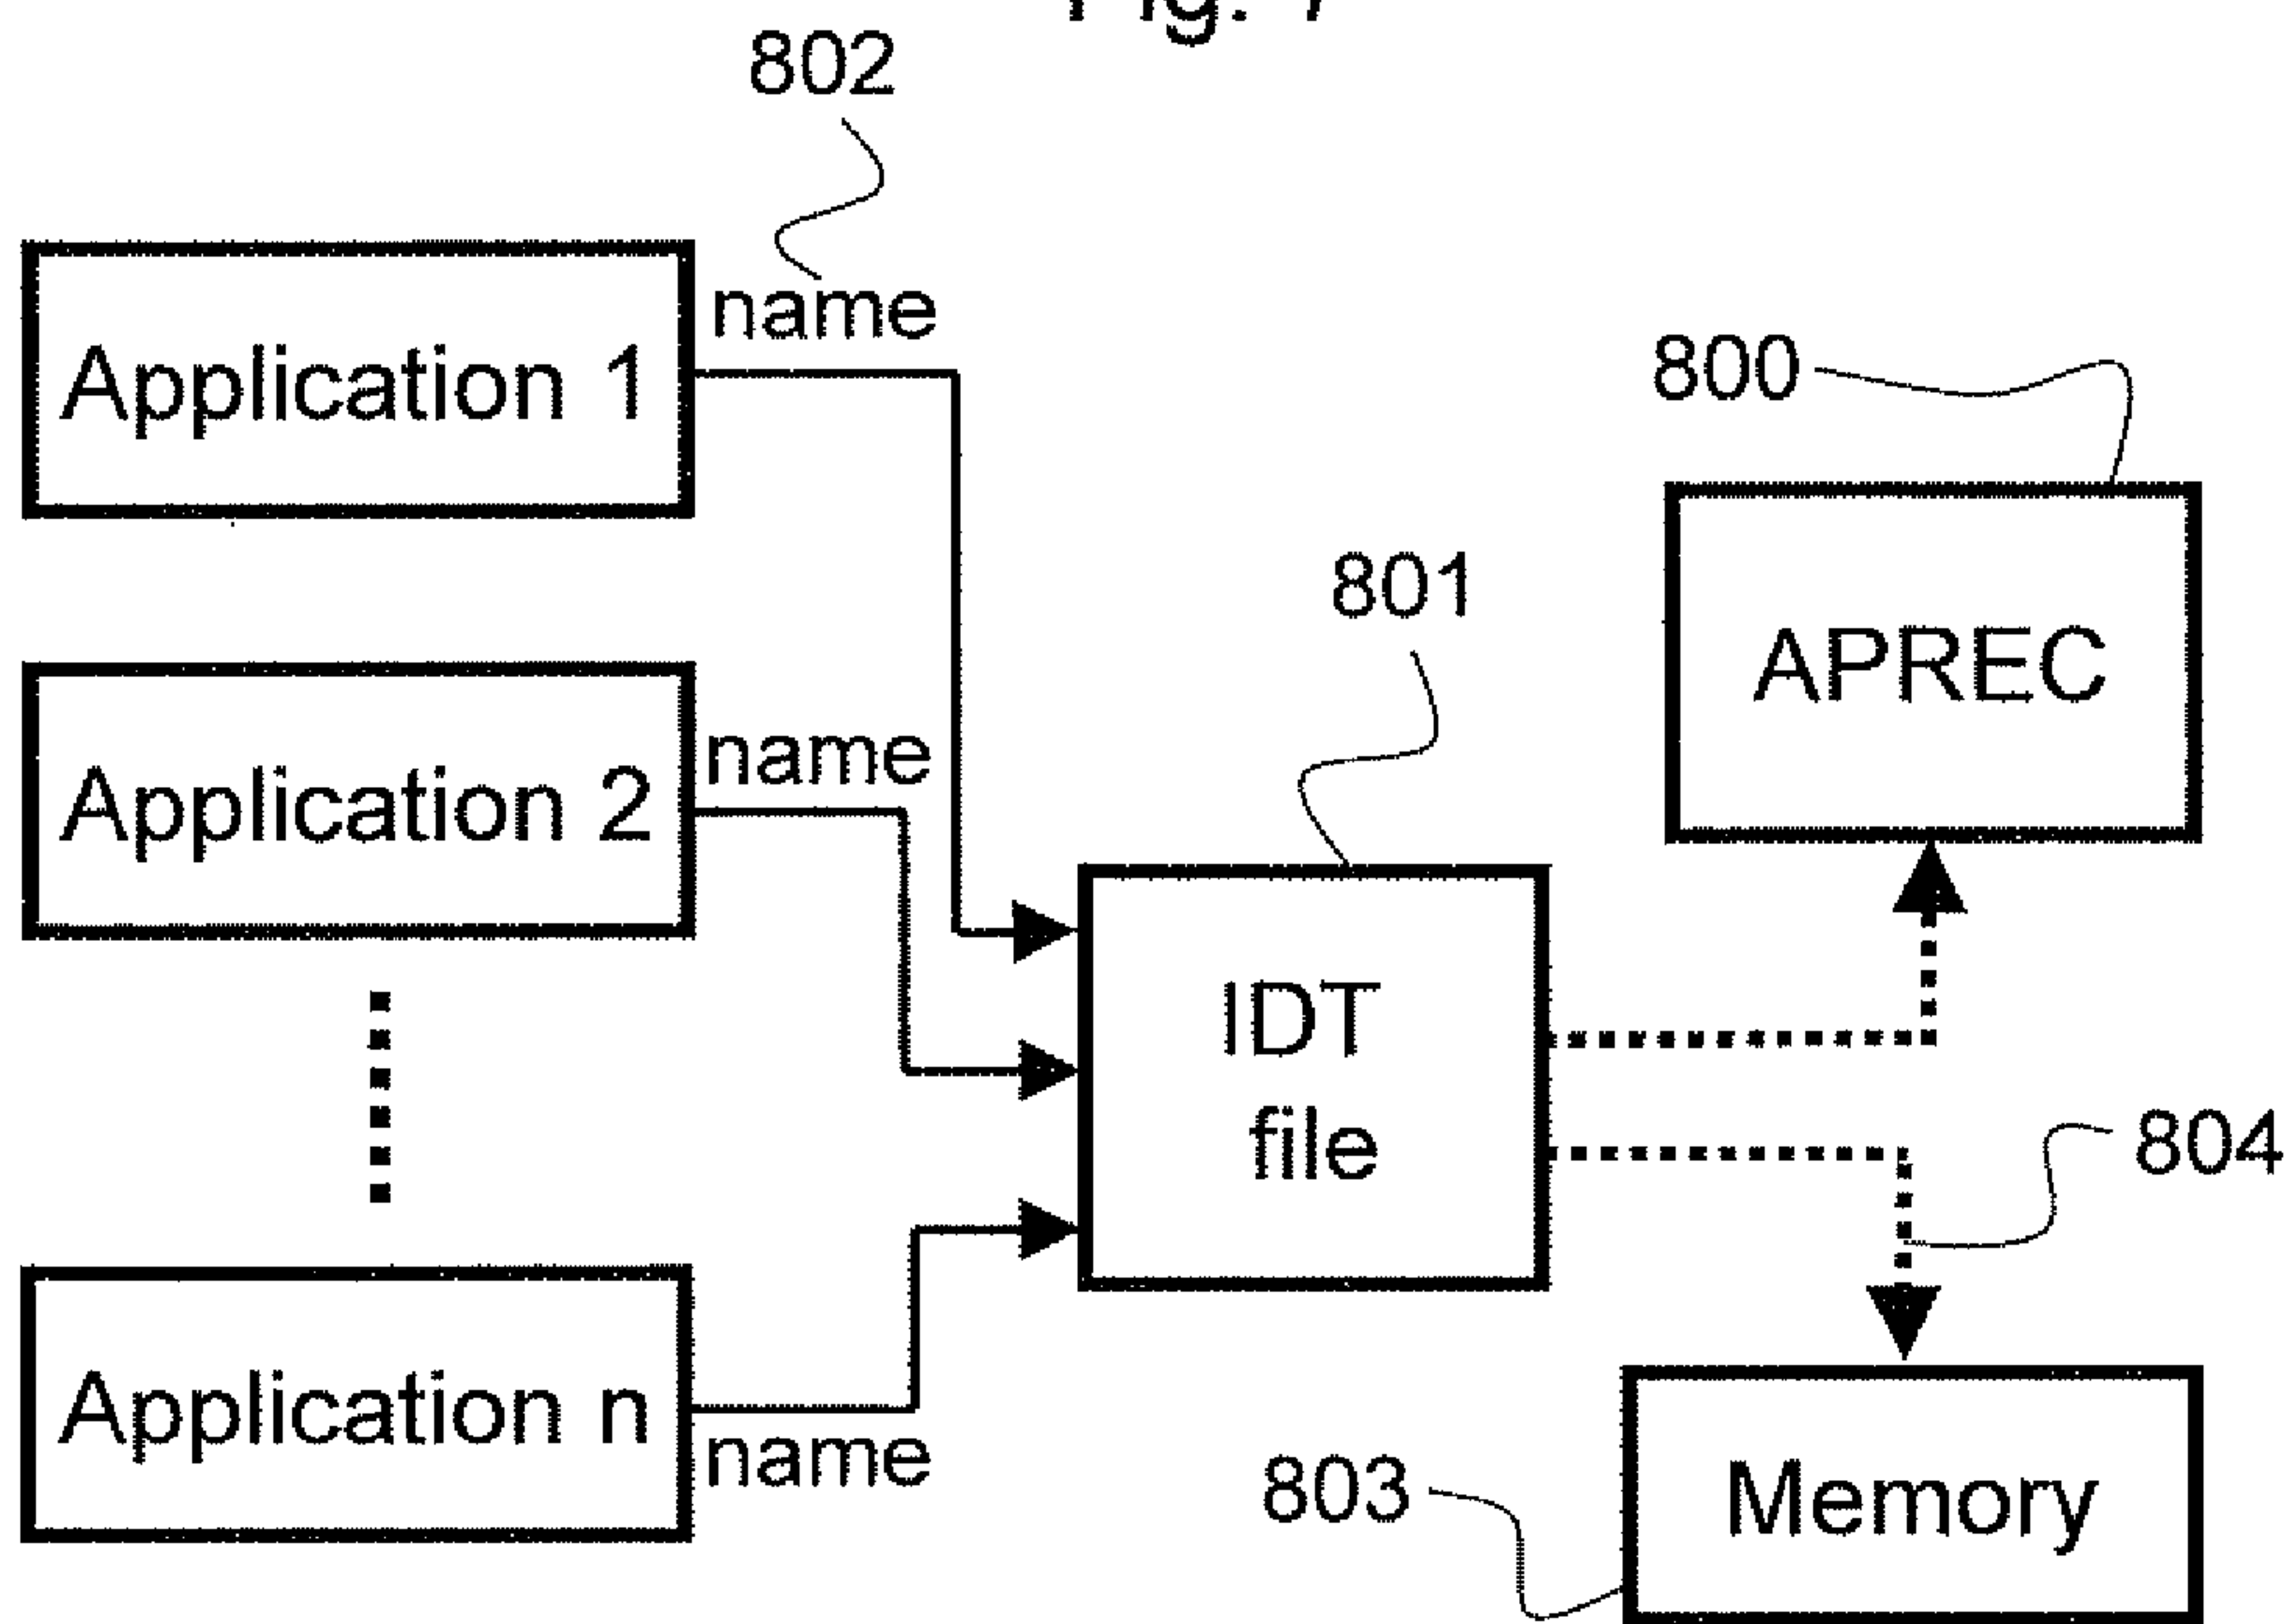 802
name
Application 1
800
801
APREC
name
Application 2
IDT
file
804
Application n
name
803
Memory